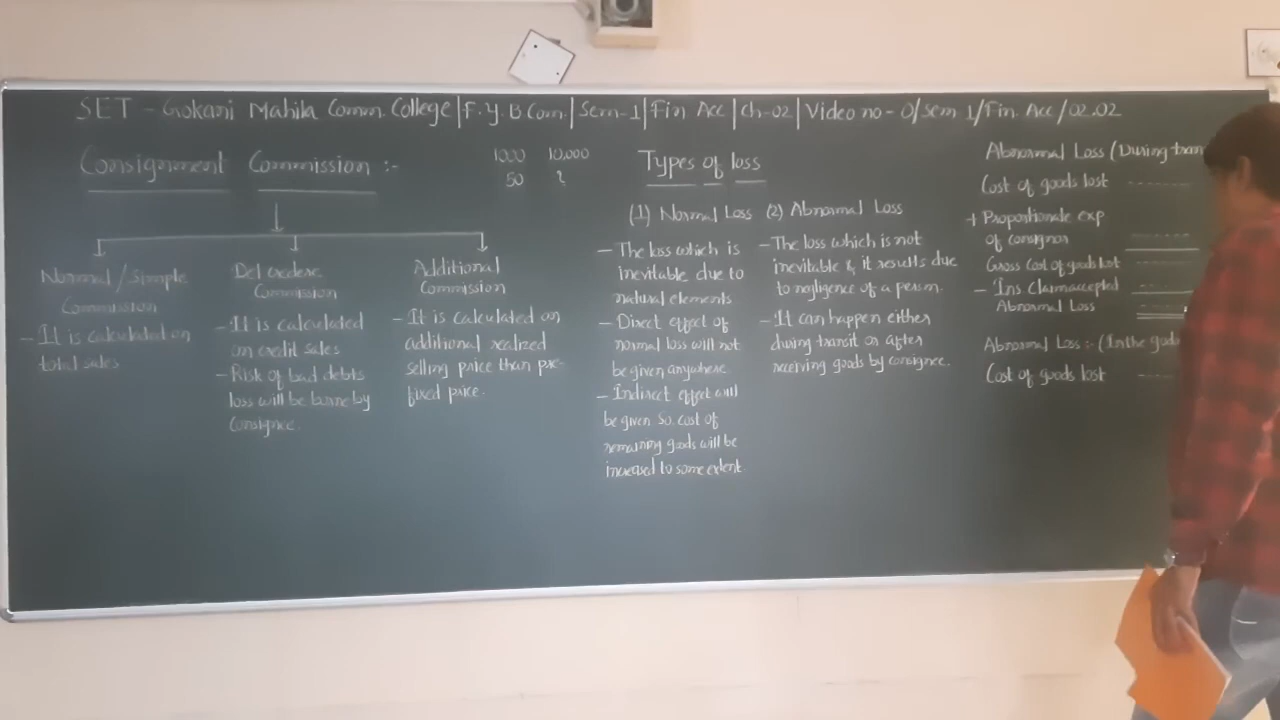 SET - Gokani Mahila Comm. College | F.Y.B Com. | Sem-1 | Fin Acc | Ch-02 | Video no - 0/Sem 1/Fin. Acc/02.02
Consignment Commission :-
Normal/Simple
Commission
- It is calculated on
total sales
Del credere
Commission
- It is calculated
on credit sales
- Risk of bad debts
loss will be borne by
consignee.
Additional
Commission
- It is calculated on
additional realized
selling price than pre-
fixed price.
1000 10,000
50 ?
Types of loss
(1) Normal Loss
- The loss which is
inevitable due to
natural elements
- Direct effect of
normal loss will not
be given anywhere
- Indirect effect will
be given so, cost of
remaining goods will be
increased to some extent.
(2) Abnormal Loss
- The loss which is not
inevitable & it results due
to negligence of a person.
- It can happen either
during transit or after
receiving goods by consignee.
Abnormal Loss (During tran
Cost of goods lost
+ Proportionate exp
of consignor
Gross Cost of goods lost
- Ins Claim accepted
Abnormal Loss
Abnormal Loss :- (In the god
Cost of goods lost